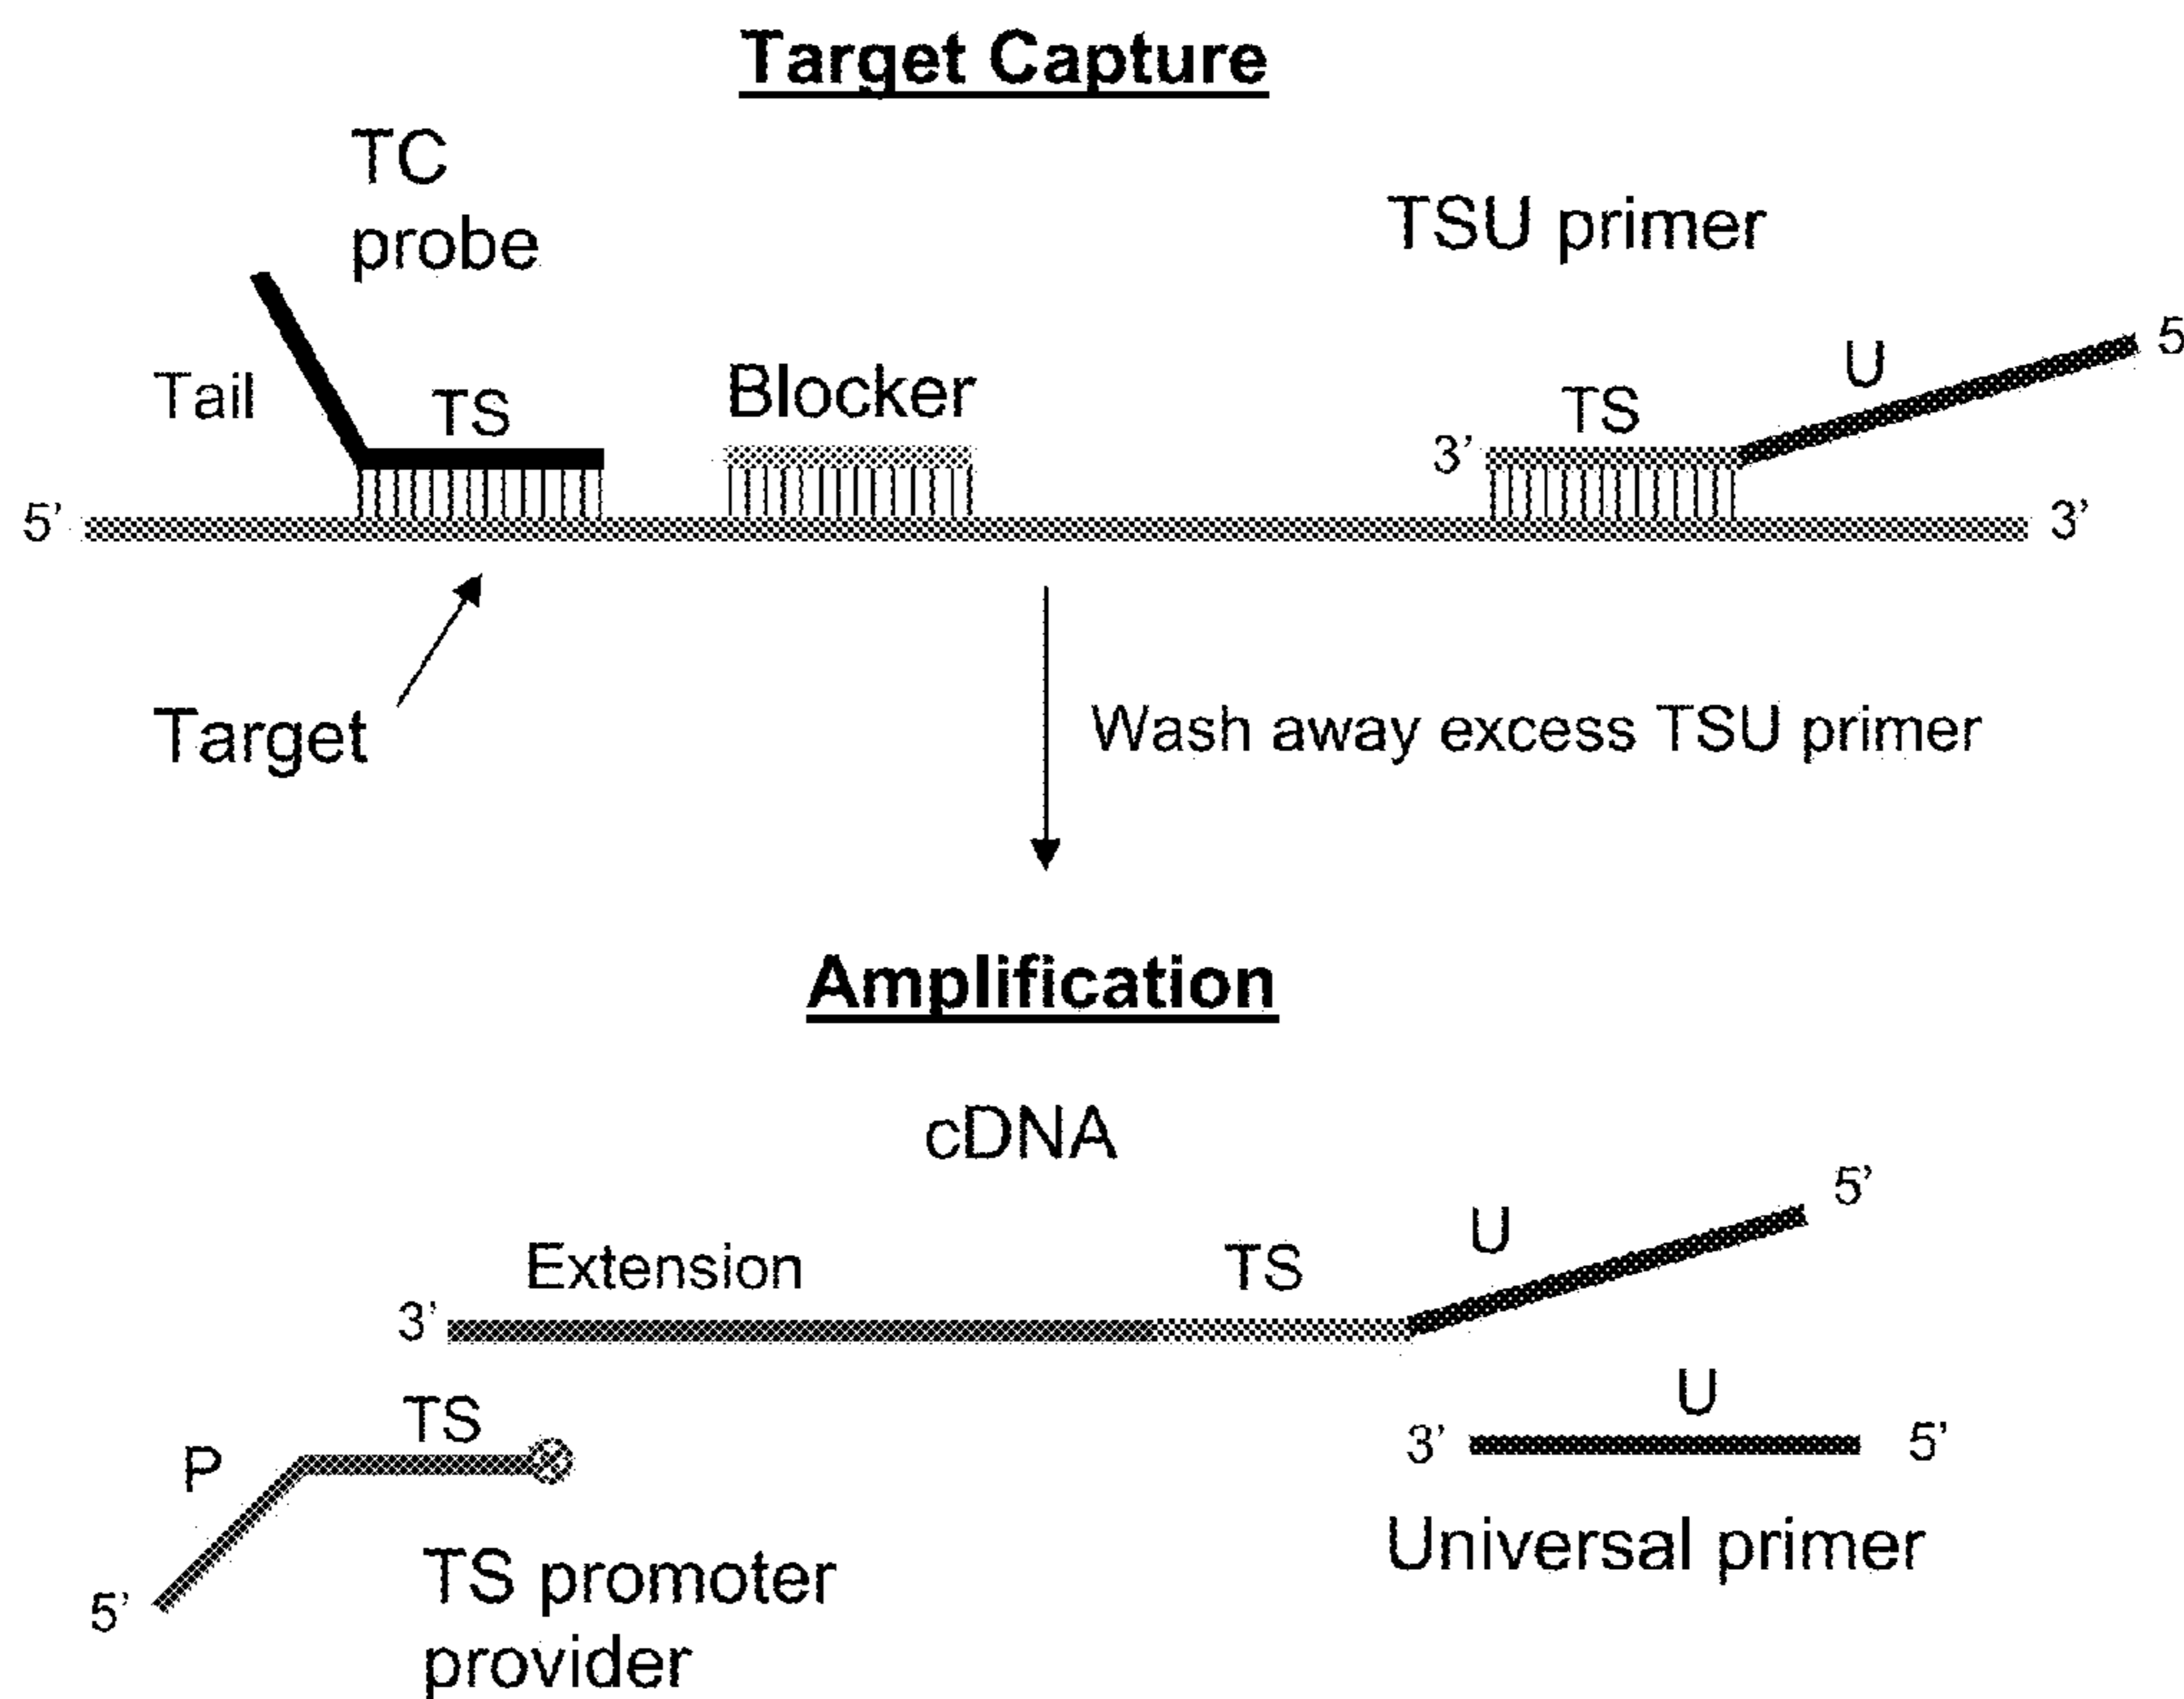 Target Capture
TC
probe
TSU primer
Tail
TS
Blocker
TS
U
5
3’
5’
3’
Target
Wash away excess TSU primer
Amplification
cDNA
Extension
TS
U
5’
3’
P
TS
U
3’
5’
5’
TS promoter
provider
Universal primer